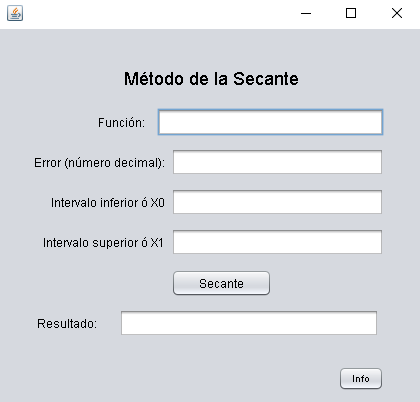 Método de la Secante
Función:
Error (número decimal):
Intervalo inferior ó X0
Intervalo superior ó X1
Secante
Resultado:
Info